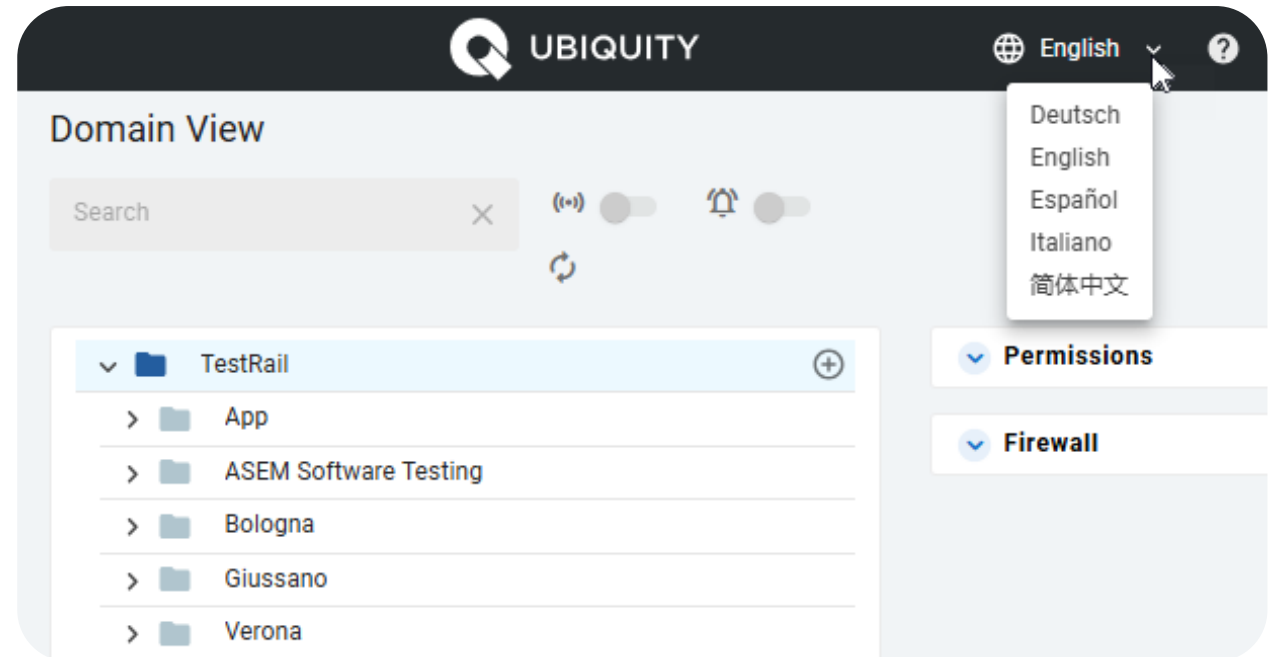 UBIQUITY
English
Domain View
Search
Deutsch
English
Español
Italiano
简体中文
TestRail
App
ASEM Software Testing
Bologna
Giussano
Verona
Permissions
Firewall